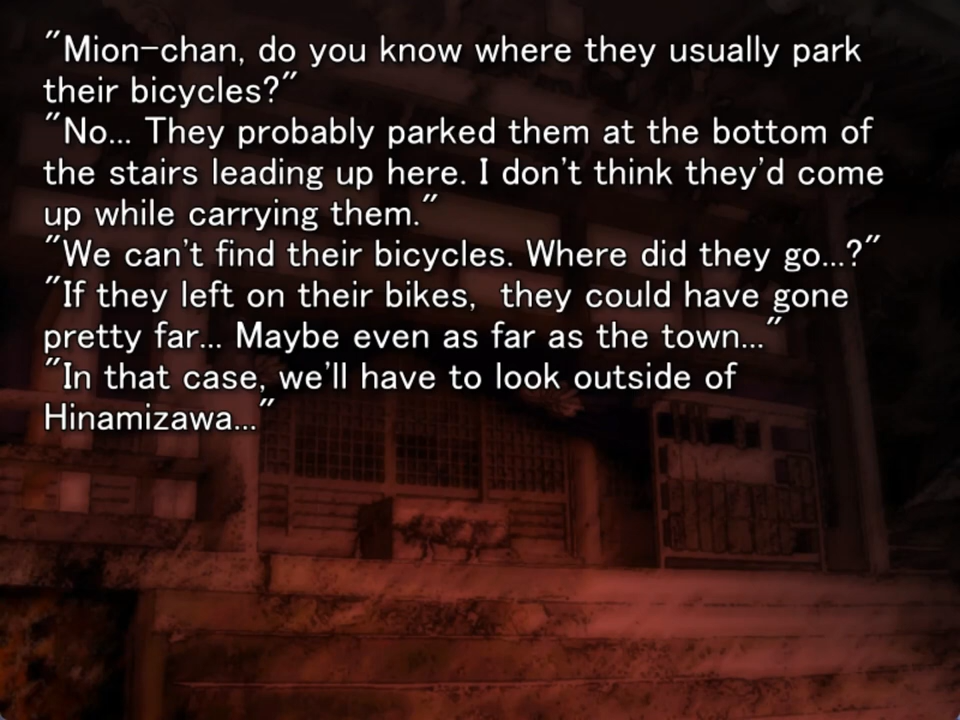 "Mion-chan, do you know where they usually park
their bicycles?"
"No... They probably parked them at the bottom of
the stairs leading up here. I don't think they'd come
up while carrying them."
"We can't find their bicycles. Where did they go...?"
"If they left on their bikes,  they could have gone
pretty far... Maybe even as far as the town..."
"In that case, we'll have to look outside of
Hinamizawa..."